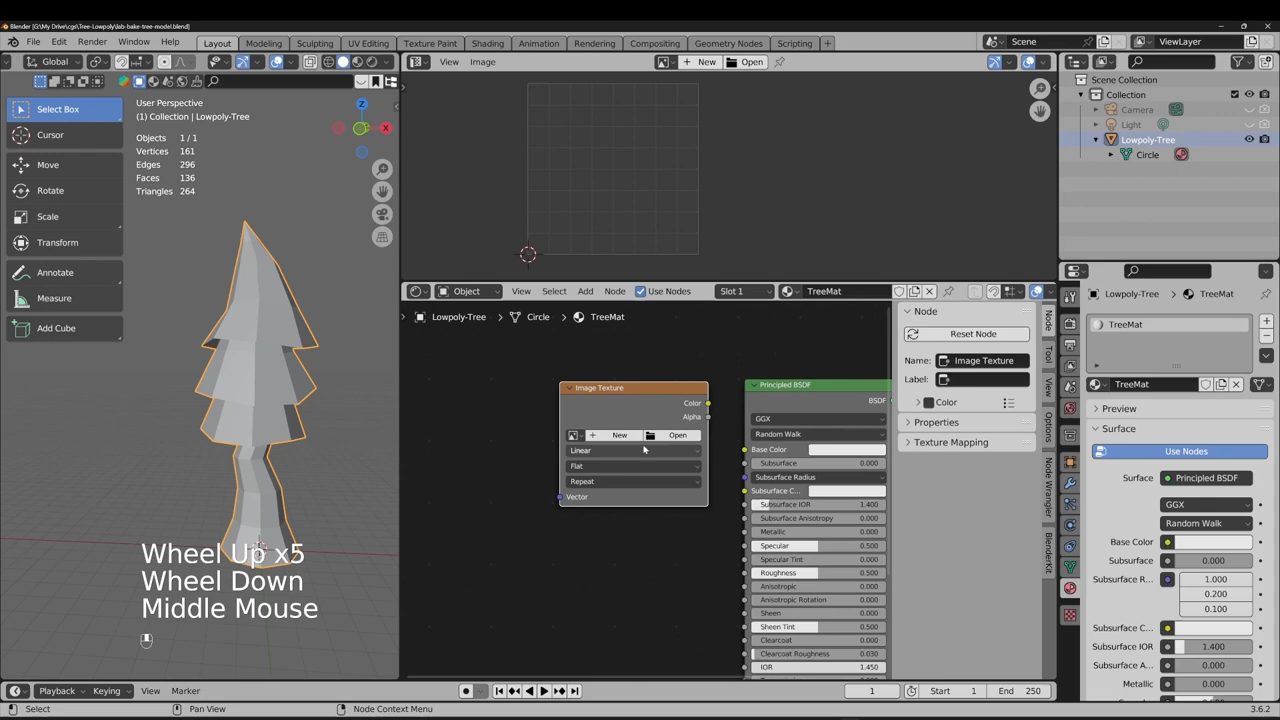 Blender [G:\My Drive\cgs\Tree-Lowpoly\lab-bake-tree-model.blend]
File Edit Render Window Help Layout Modeling Sculpting UV Editing Texture Paint Shading Animation Rendering Compositing Geometry Nodes Scripting + Scene ViewLayer
Global View Image New Open
Select Box
Cursor
Move
Rotate
Scale
Transform
Annotate
Measure
Add Cube
User Perspective
(1) Collection | Lowpoly-Tree
Objects 1 / 1
Vertices 161
Edges 296
Faces 136
Triangles 264
Z
X
Wheel Up x5
Wheel Down
Middle Mouse
Object View Select Add Node Use Nodes Slot 1 TreeMat
Lowpoly-Tree > Circle > TreeMat
Image Texture
Color
Alpha
New Open
Linear
Flat
Repeat
Vector
Principled BSDF
BSDF
GGX
Random Walk
Base Color
Subsurface 0.000
Subsurface Radius
Subsurface C...
Subsurface IOR 1.400
Subsurface Anisotropy 0.000
Metallic 0.000
Specular 0.500
Specular Tint 0.000
Roughness 0.500
Anisotropic 0.000
Anisotropic Rotation 0.000
Sheen 0.000
Sheen Tint 0.500
Clearcoat 0.000
Clearcoat Roughness 0.030
IOR 1.450
Node
Reset Node
Name: Image Texture
Label:
Color
Properties
Texture Mapping
Node
Tool
View
Options
Node Wrangler
BlenderKit
Scene Collection
Collection
Camera
Light
Lowpoly-Tree
Circle
Lowpoly-Tree > TreeMat
TreeMat
TreeMat
Preview
Surface
Use Nodes
Surface Principled BSDF
GGX
Random Walk
Base Color
Subsurface 0.000
Subsurface R... 1.000
0.200
0.100
Subsurface C...
Subsurface IOR 1.400
Subsurface A... 0.000
Metallic 0.000
Playback Keying View Marker 1 Start 1 End 250
Select Pan View Node Context Menu 3.6.2